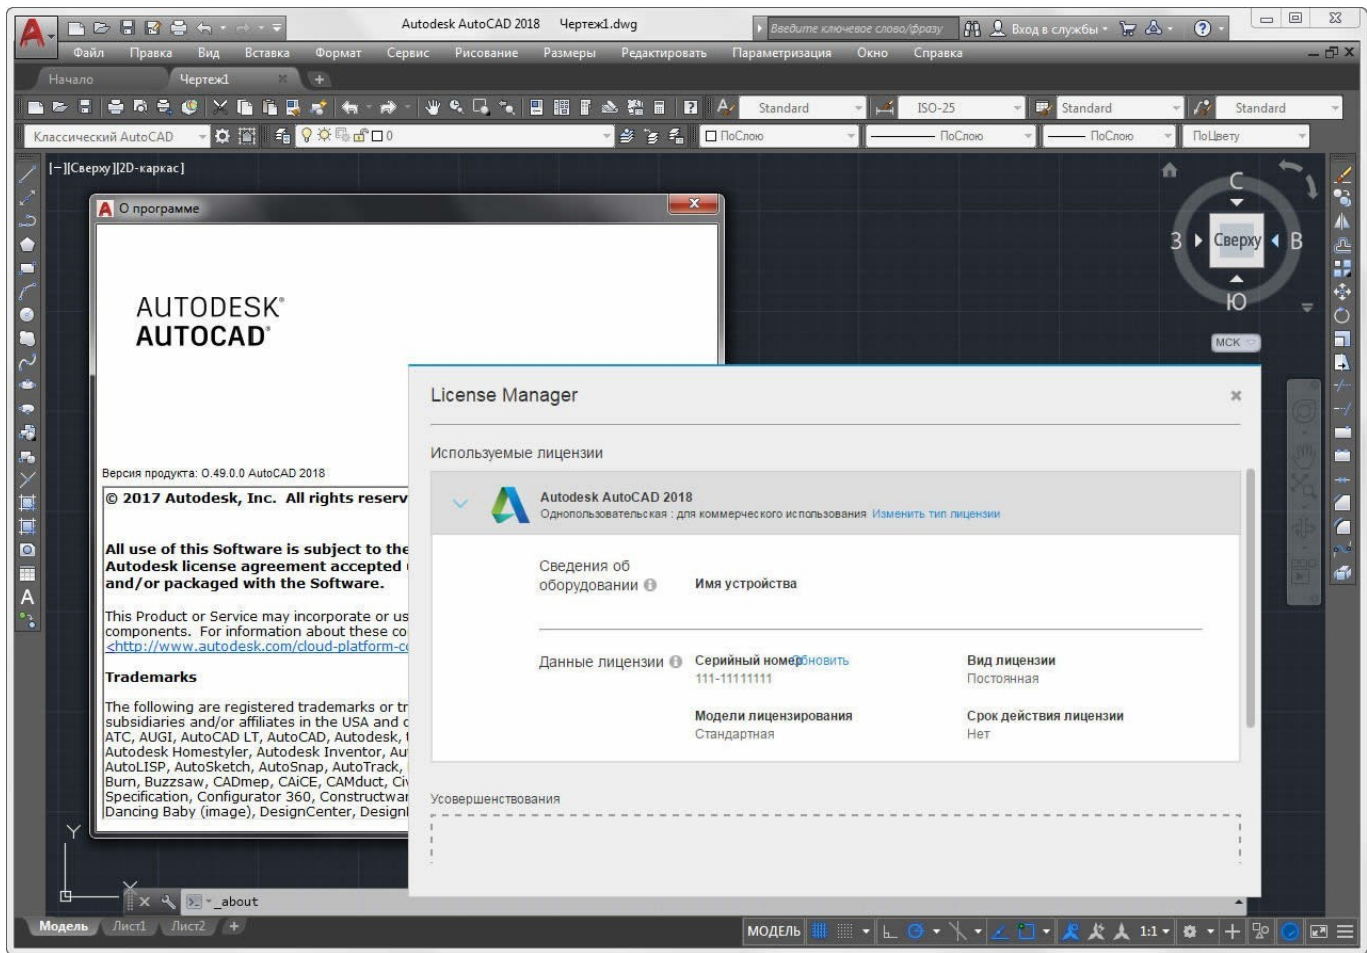 Autodesk AutoCAD 2018 Чертеж1.dwg
Введите ключевое слово/фразу
Вход в службы
Файл Правка Вид Вставка Формат Сервис Рисование Размеры Редактировать Параметризация Окно Справка
Начало Чертеж1
Standard ISO-25 Standard Standard
Классический AutoCAD 0 ПоСлою ПоСлою ПоСлою ПоЦвету
[−][Сверху][2D-каркас]
С
З Сверху В
Ю
МСК
О программе
AUTODESK®
AUTOCAD®
Версия продукта: O.49.0.0 AutoCAD 2018
© 2017 Autodesk, Inc. All rights reserv
All use of this Software is subject to the
Autodesk license agreement accepted
and/or packaged with the Software.
This Product or Service may incorporate or us
components. For information about these co
<http://www.autodesk.com/cloud-platform-c
Trademarks
The following are registered trademarks or tr
subsidiaries and/or affiliates in the USA and
ATC, AUGI, AutoCAD LT, AutoCAD, Autodesk,
Autodesk Homestyler, Autodesk Inventor, Au
AutoLISP, AutoSketch, AutoSnap, AutoTrack,
Burn, Buzzsaw, CADmep, CAiCE, CAMduct, Ci
Specification, Configurator 360, Constructwar
Dancing Baby (image), DesignCenter, Design
License Manager
Используемые лицензии
Autodesk AutoCAD 2018
Однопользовательская : для коммерческого использования Изменить тип лицензии
Сведения об
оборудовании Имя устройства
Данные лицензии Серийный номер Обновить Вид лицензии
111-11111111 Постоянная
Модели лицензирования Срок действия лицензии
Стандартная Нет
Усовершенствования
Y
X
_about
Модель Лист1 Лист2 +
МОДЕЛЬ 1:1